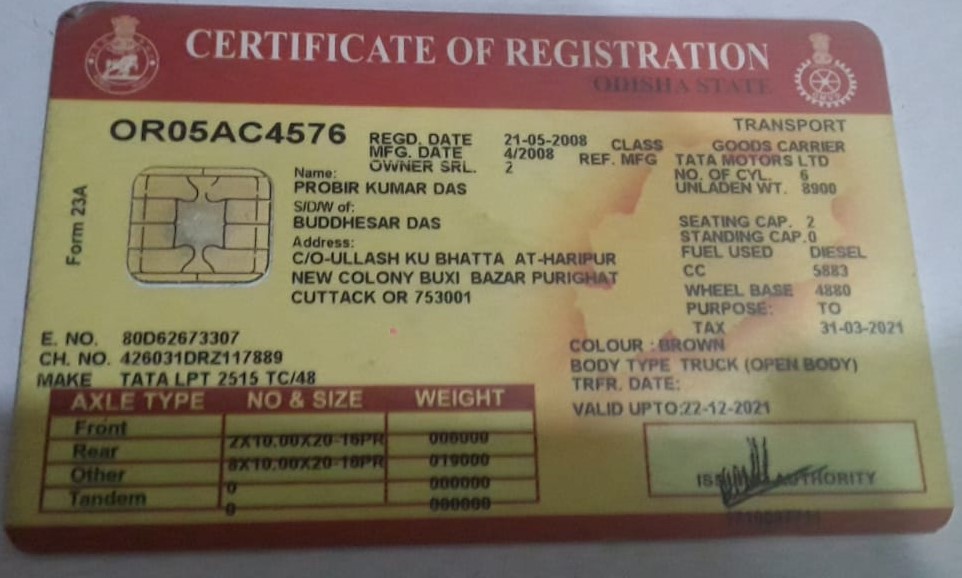 CERTIFICATE OF REGISTRATION
ODISHA STATE
OR05AC4576
TRANSPORT
REGD. DATE 21-05-2008 CLASS GOODS CARRIER
MFG. DATE 4/2008 REF. MFG TATA MOTORS LTD
OWNER SRL. 2 NO. OF CYL. 6
UNLADEN WT. 8900
Form 23A
Name:
PROBIR KUMAR DAS
S/D/W of:
BUDDHESAR DAS
Address:
C/O-ULLASH KU BHATTA AT-HARIPUR
NEW COLONY BUXI BAZAR PURIGHAT
CUTTACK OR 753001
SEATING CAP. 2
STANDING CAP.0
FUEL USED DIESEL
CC 5883
WHEEL BASE 4880
PURPOSE: TO
TAX 31-03-2021
E. NO. 80D62673307
CH. NO. 426031DRZ117889
MAKE TATA LPT 2515 TC/48
COLOUR : BROWN
BODY TYPE TRUCK (OPEN BODY)
TRFR. DATE:
VALID UPTO:22-12-2021
AXLE TYPE NO & SIZE WEIGHT
Front 2X10.00X20-16PR 006000
Rear 8X10.00X20-16PR 019000
Other 0 000000
Tandem 0 000000
ISSUING AUTHORITY